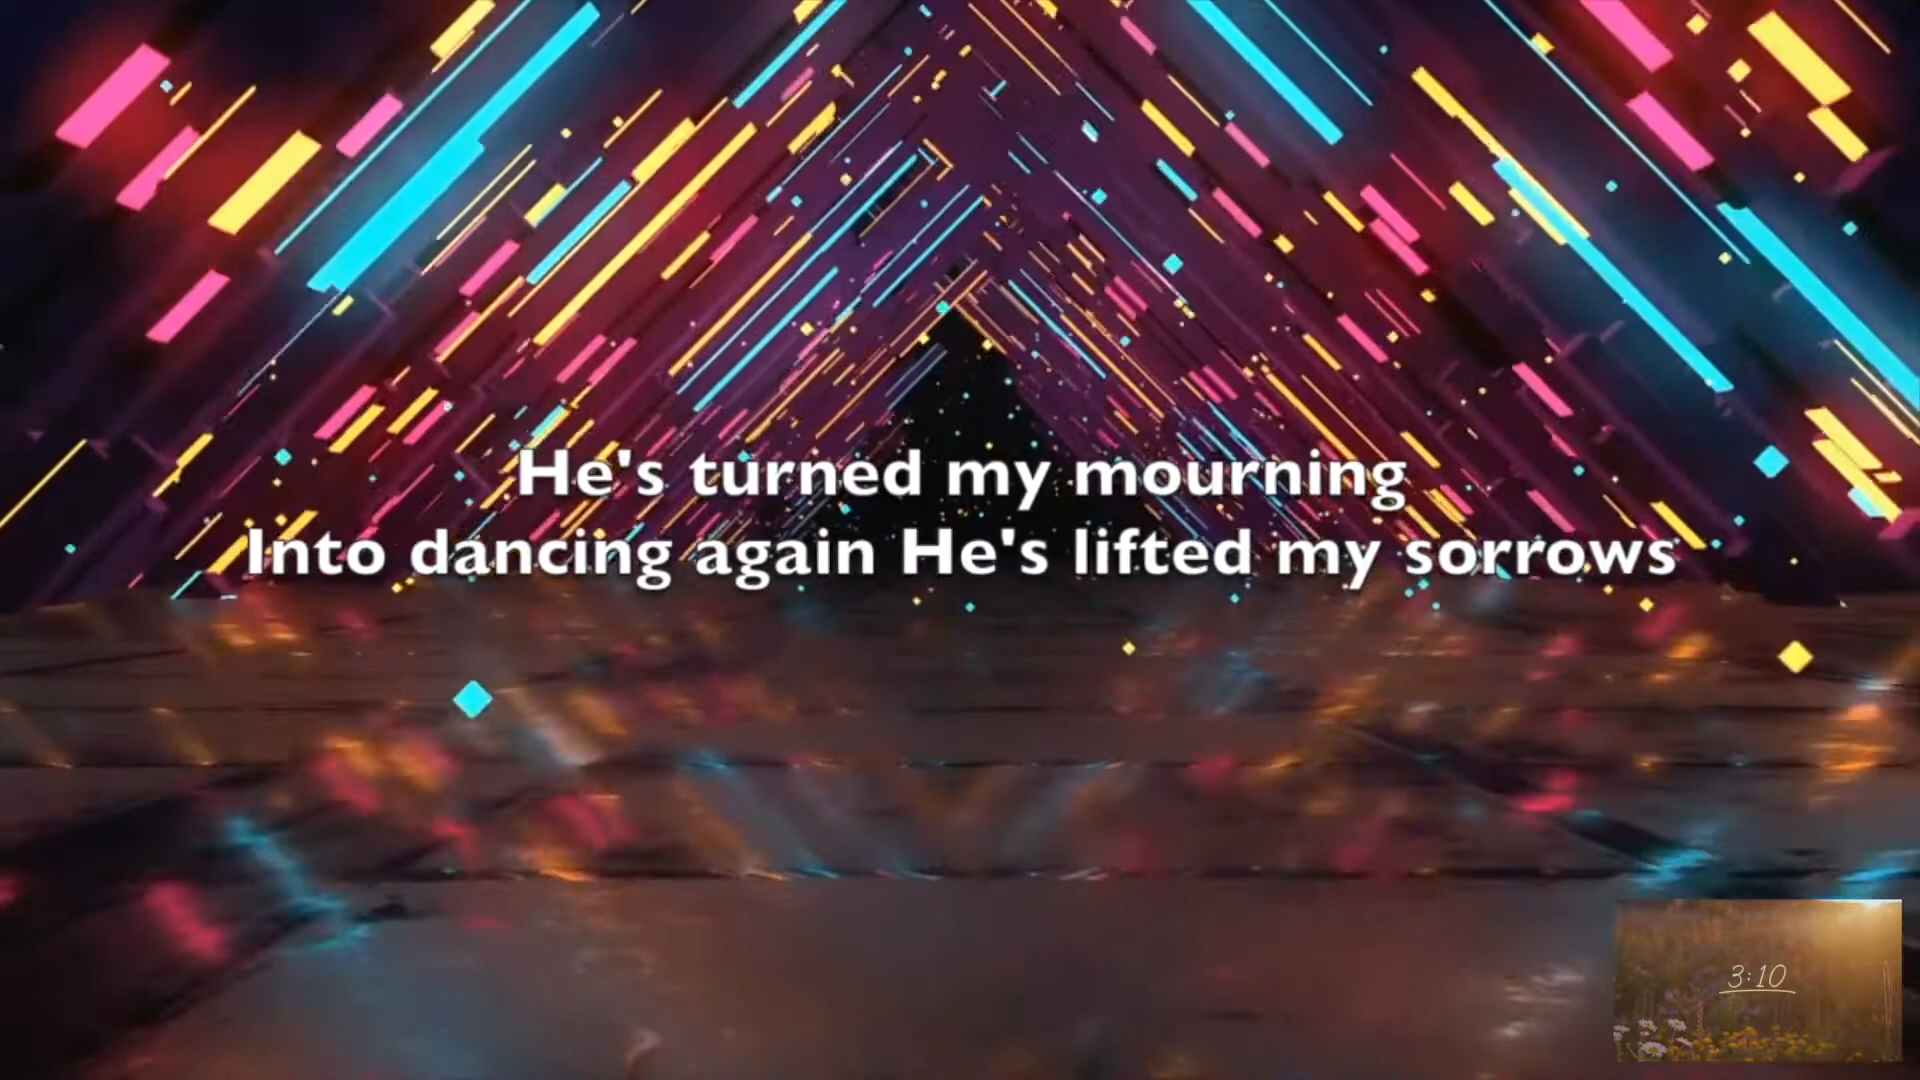 He's turned my mourning
Into dancing again He's lifted my sorrows
3:10